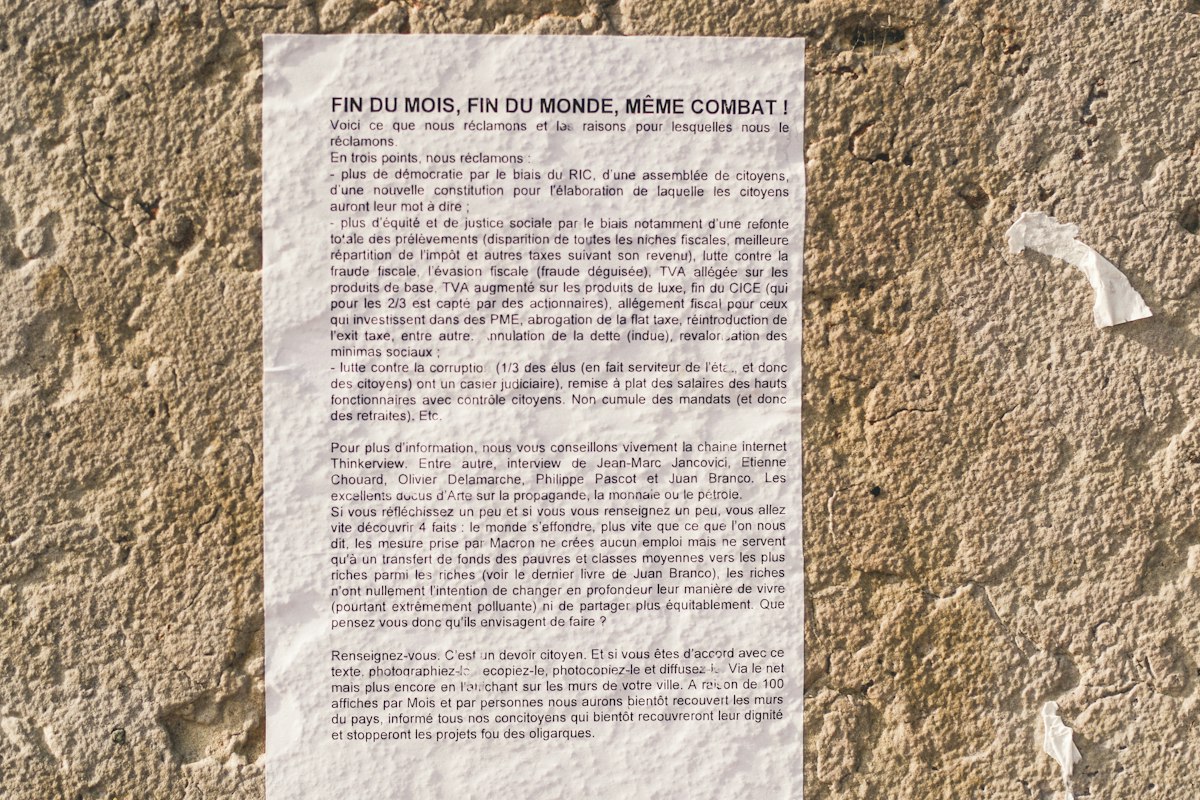 FIN DU MOIS, FIN DU MONDE, MÊME COMBAT !
Voici ce que nous réclamons et les raisons pour lesquelles nous le
réclamons.
En trois points, nous réclamons :
- plus de démocratie par le biais du RIC, d'une assemblée de citoyens,
d'une nouvelle constitution pour l'élaboration de laquelle les citoyens
auront leur mot à dire ;
- plus d'équité et de justice sociale par le biais notamment d'une refonte
totale des prélèvements (disparition de toutes les niches fiscales, meilleure
répartition de l'impôt et autres taxes suivant son revenu), lutte contre la
fraude fiscale, l'évasion fiscale (fraude déguisée), TVA allégée sur les
produits de base, TVA augmenté sur les produits de luxe, fin du CICE (qui
pour les 2/3 est capté par des actionnaires), allégement fiscal pour ceux
qui investissent dans des PME, abrogation de la flat taxe, réintroduction de
l'exit taxe, entre autre. Annulation de la dette (indue), revalorisation des
minimas sociaux ;
- lutte contre la corruption (1/3 des élus (en fait serviteur de l'état, et donc
des citoyens) ont un casier judiciaire), remise à plat des salaires des hauts
fonctionnaires avec contrôle citoyens. Non cumule des mandats (et donc
des retraites). Etc.
Pour plus d'information, nous vous conseillons vivement la chaine internet
Thinkerview. Entre autre, interview de Jean-Marc Jancovici, Etienne
Chouard, Olivier Delamarche, Philippe Pascot et Juan Branco. Les
excellents docus d'Arte sur la propagande, la monnaie ou le pétrole.
Si vous réfléchissez un peu et si vous vous renseignez un peu, vous allez
vite découvrir 4 faits : le monde s'effondre, plus vite que ce que l'on nous
dit, les mesure prise par Macron ne crées aucun emploi mais ne servent
qu'à un transfert de fonds des pauvres et classes moyennes vers les plus
riches parmi les riches (voir le dernier livre de Juan Branco), les riches
n'ont nullement l'intention de changer en profondeur leur manière de vivre
(pourtant extrêmement polluante) ni de partager plus équitablement. Que
pensez vous donc qu'ils envisagent de faire ?
Renseignez-vous. C'est un devoir citoyen. Et si vous êtes d'accord avec ce
texte, photographiez-le, recopiez-le, photocopiez-le et diffusez-le. Via le net
mais plus encore en l'affichant sur les murs de votre ville. A raison de 100
affiches par Mois et par personnes nous aurons bientôt recouvert les murs
du pays, informé tous nos concitoyens qui bientôt recouvreront leur dignité
et stopperont les projets fou des oligarques.